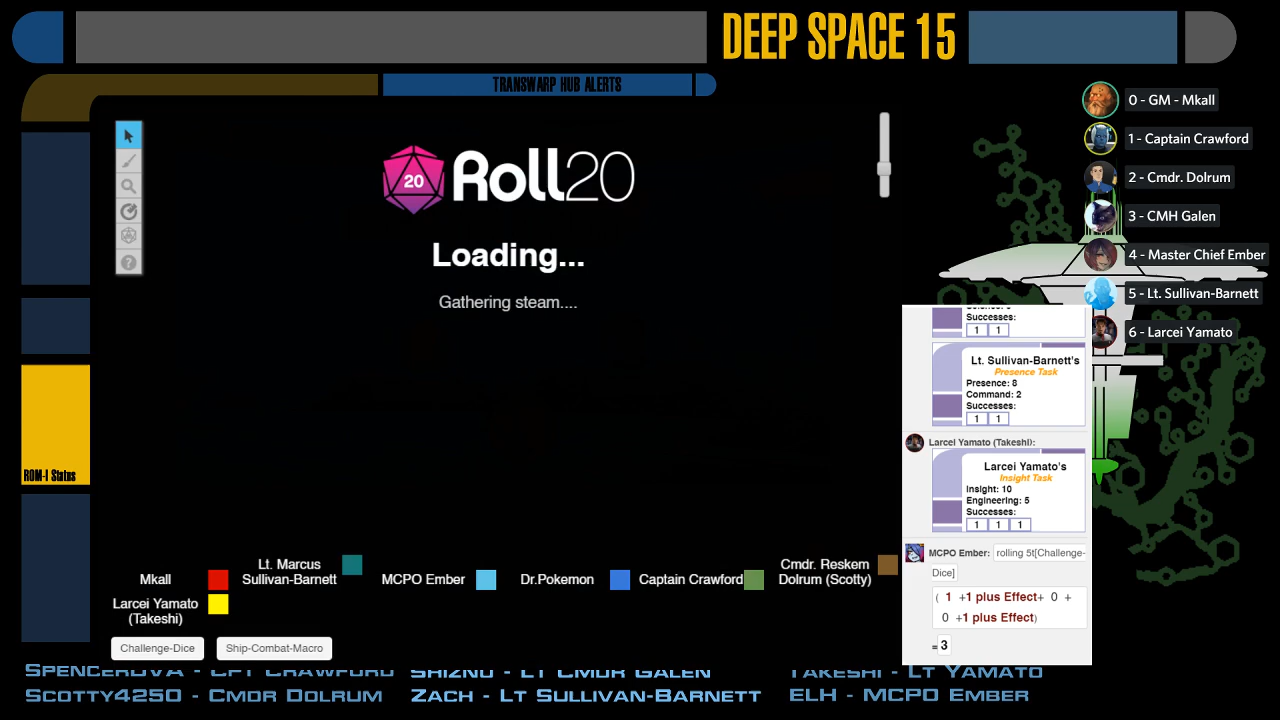 DEEP SPACE 15
TRANSWARP HUB ALERTS
0 - GM - Mkall
1 - Captain Crawford
2 - Cmdr. Dolrum
3 - CMH Galen
4 - Master Chief Ember
5 - Lt. Sullivan-Barnett
6 - Larcei Yamato
20 Roll20
Loading...
Gathering steam....
ROM-I Status
Successes:
1 1
Lt. Sullivan-Barnett's
Presence Task
Presence: 8
Command: 2
Successes:
1 1
Larcei Yamato (Takeshi):
Larcei Yamato's
Insight Task
Insight: 10
Engineering: 5
Successes:
1 1 1
MCPO Ember: rolling 5t[Challenge-
Dice]
( 1 +1 plus Effect+ 0 +
0 +1 plus Effect)
=3
Mkall
Lt. Marcus
Sullivan-Barnett
MCPO Ember
Dr.Pokemon
Captain Crawford
Cmdr. Reskem
Dolrum (Scotty)
Larcei Yamato
(Takeshi)
Challenge-Dice
Ship-Combat-Macro
Scotty4250 - Cmdr Dolrum
Zach - Lt Sullivan-Barnett
ELH - MCPO Ember